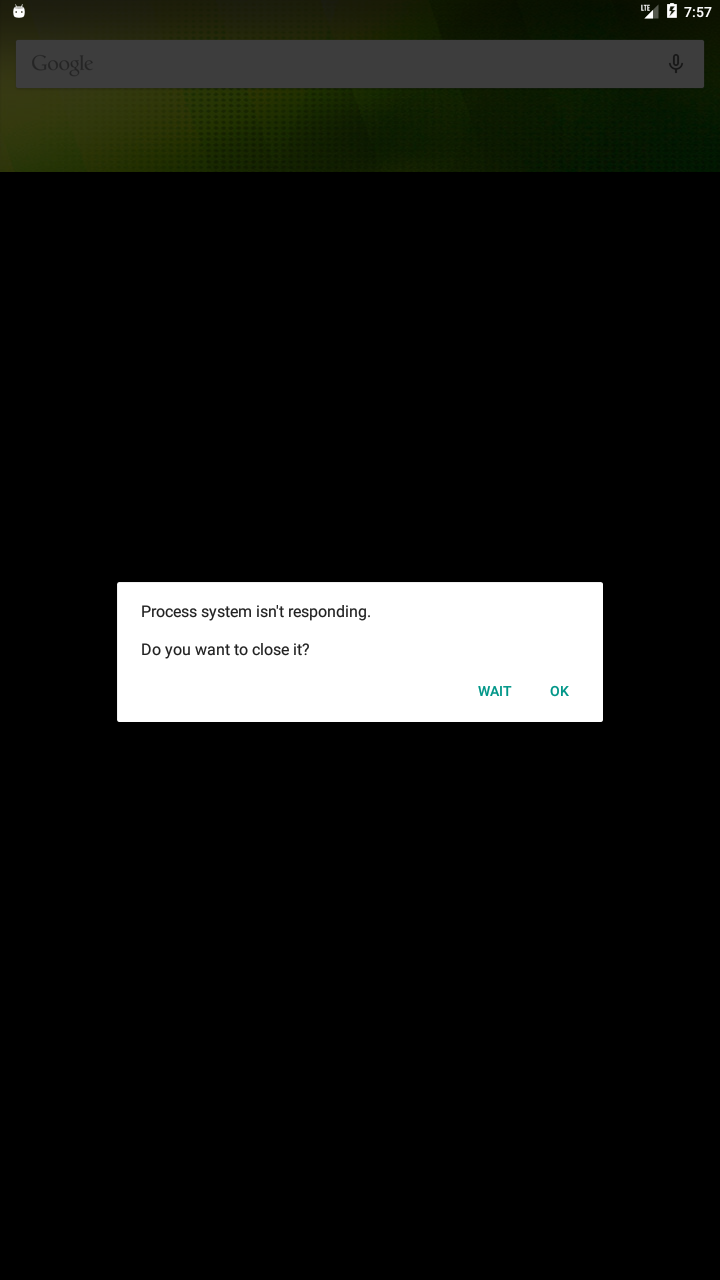 LTE 7:57
Google
Process system isn't responding.
Do you want to close it?
WAIT OK